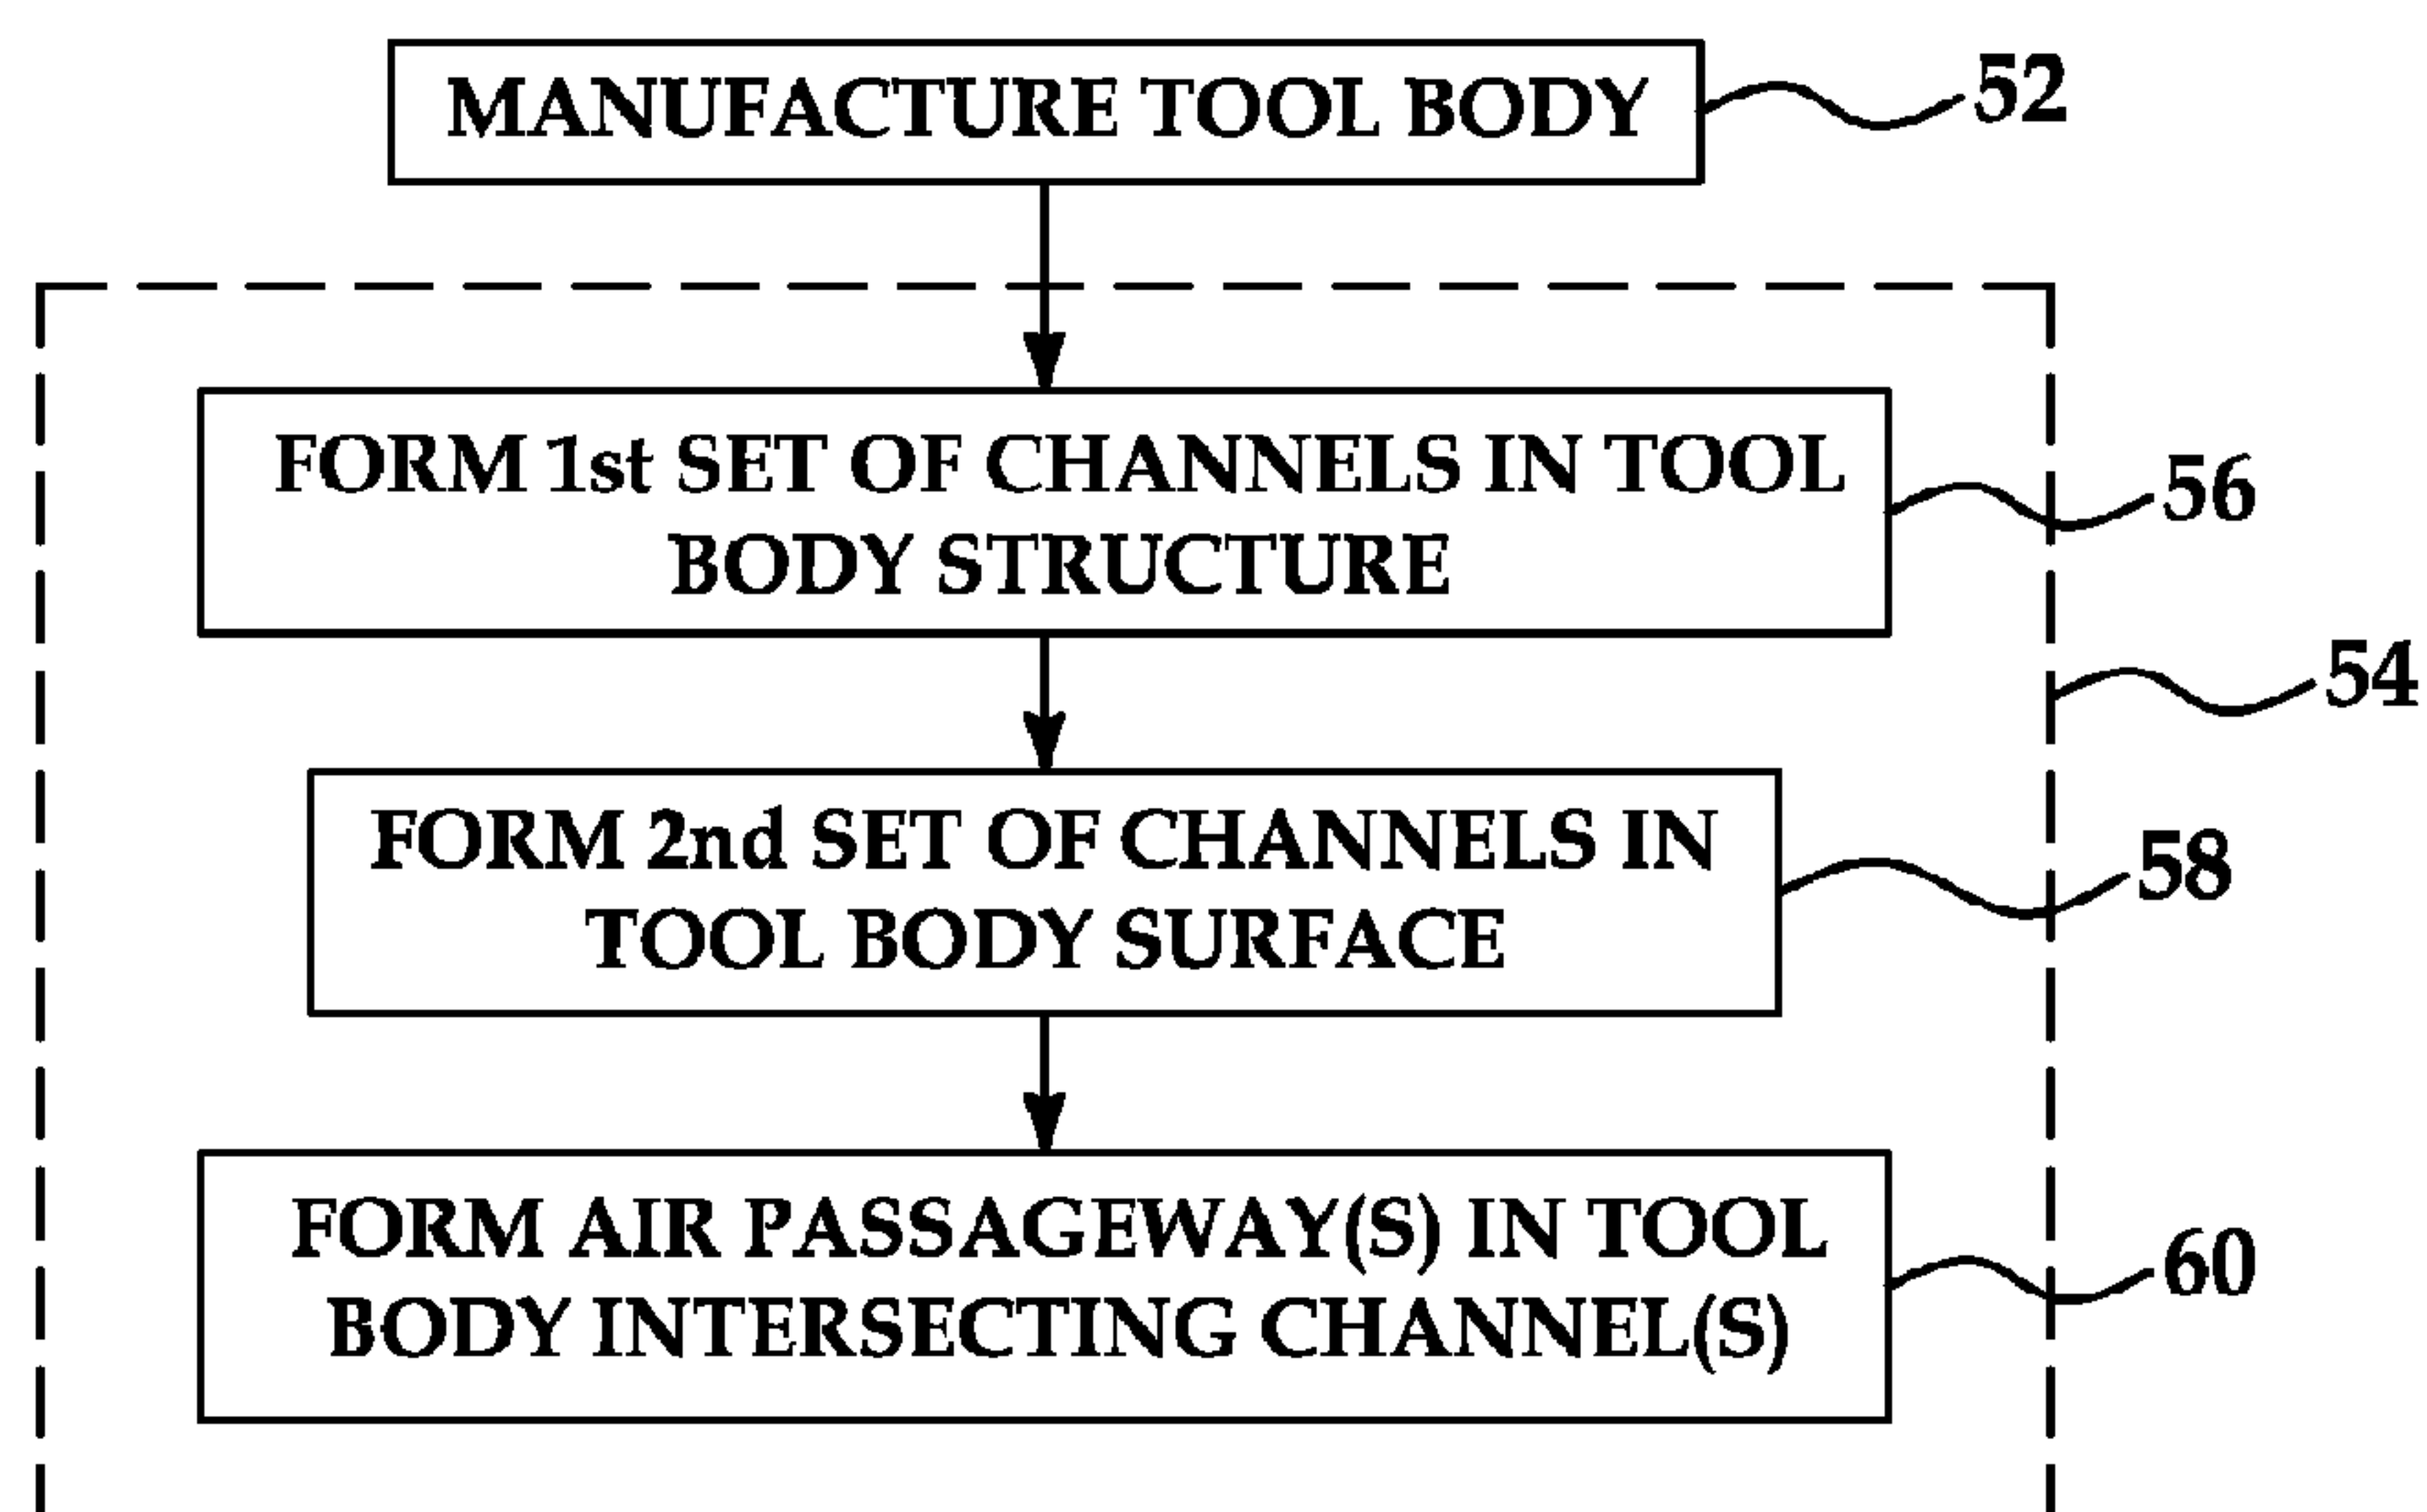 MANUFACTURE TOOL BODY
52
FORM 1st SET OF CHANNELS IN TOOL
BODY STRUCTURE
56
54
FORM 2nd SET OF CHANNELS IN
TOOL BODY SURFACE
58
FORM AIR PASSAGEWAY(S) IN TOOL
BODY INTERSECTING CHANNEL(S)
60